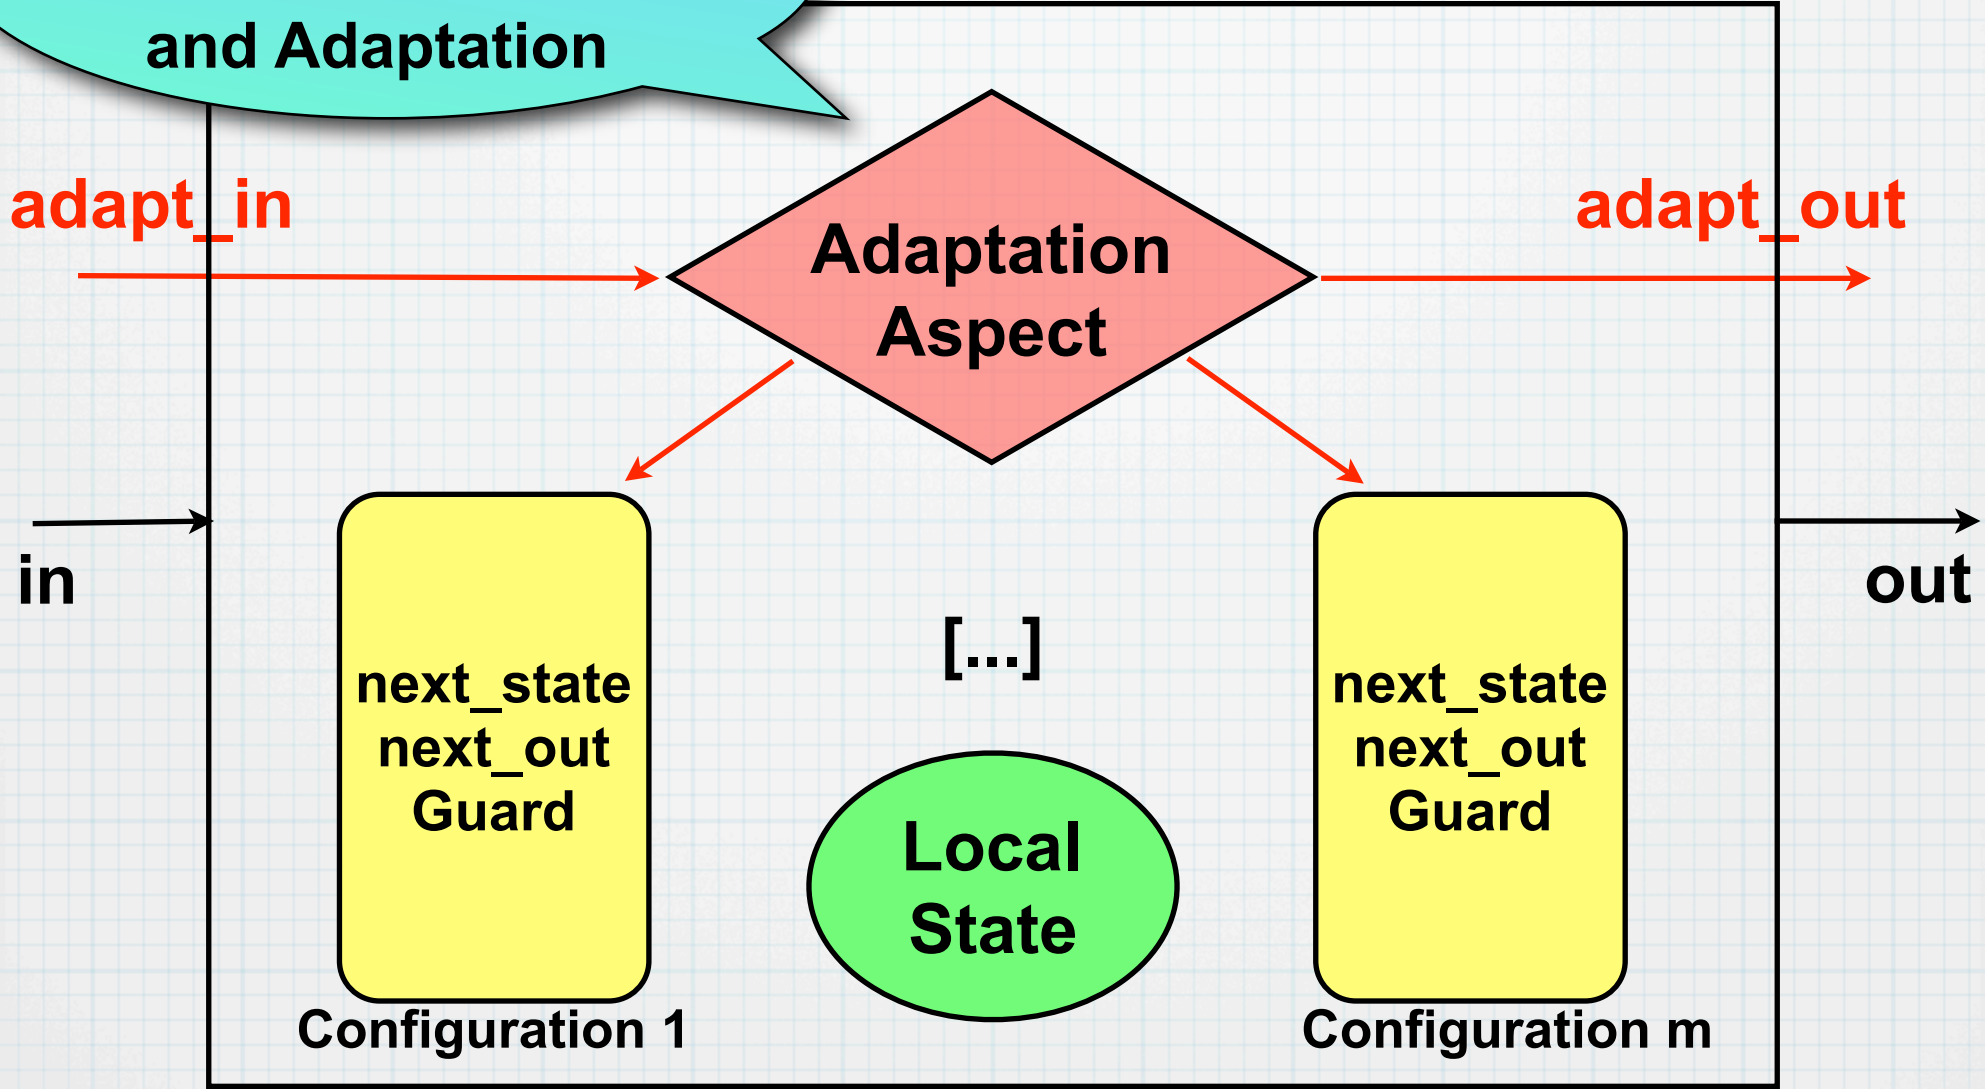 and Adaptation
adapt_in
adapt_out
Adaptation
Aspect
in
out
[...]
next_state
next_out
Guard
next_state
next_out
Guard
Local
State
Configuration 1
Configuration m